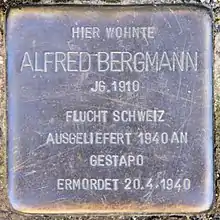 HIER WOHNTE
ALFRED BERGMANN
JG. 1910
FLUCHT SCHWEIZ
AUSGELIEFERT 1940 AN
GESTAPO
ERMORDET 20.4.1940